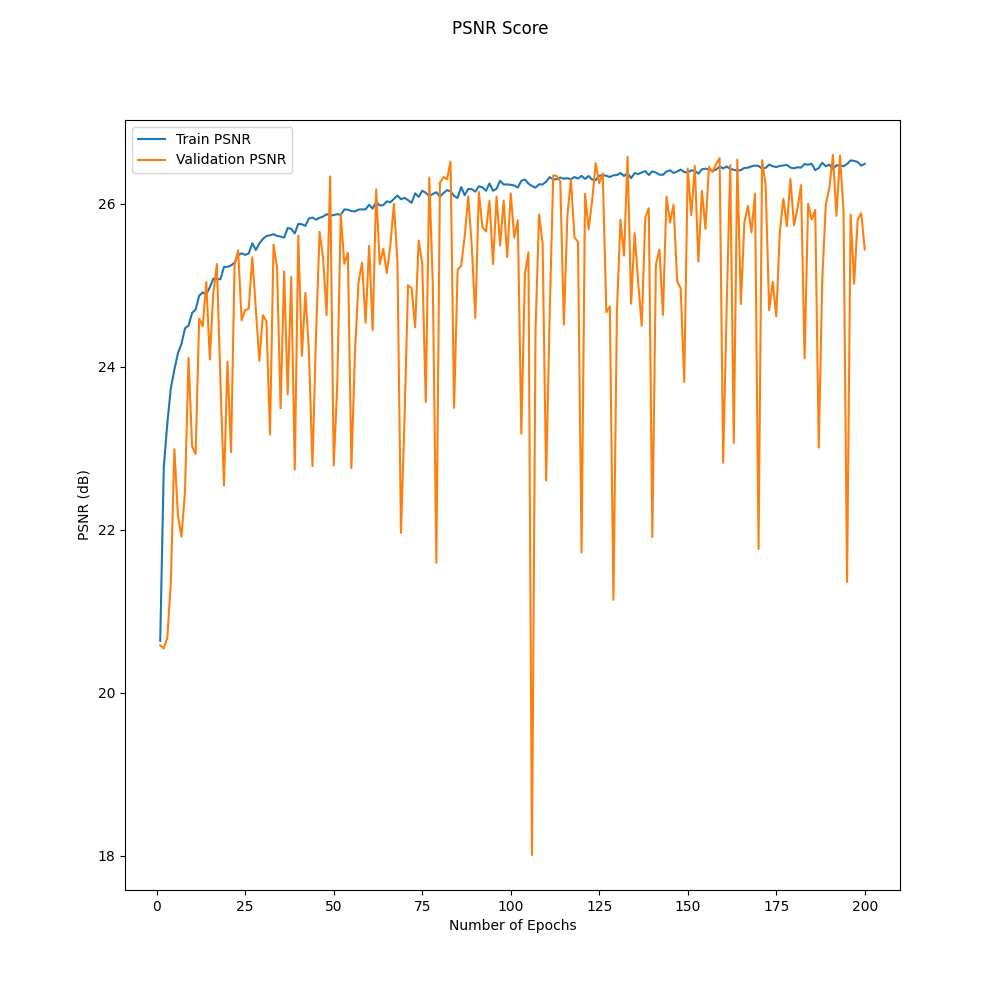 PSNR Score
Train PSNR
Validation PSNR
PSNR (dB)
26
24
22
20
18
0 25 50 75 100 125 150 175 200
Number of Epochs